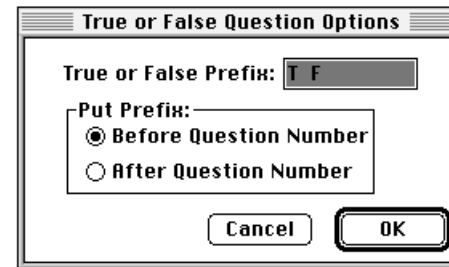 True or False Question Options
True or False Prefix: T F
Put Prefix:
Before Question Number
After Question Number
Cancel OK